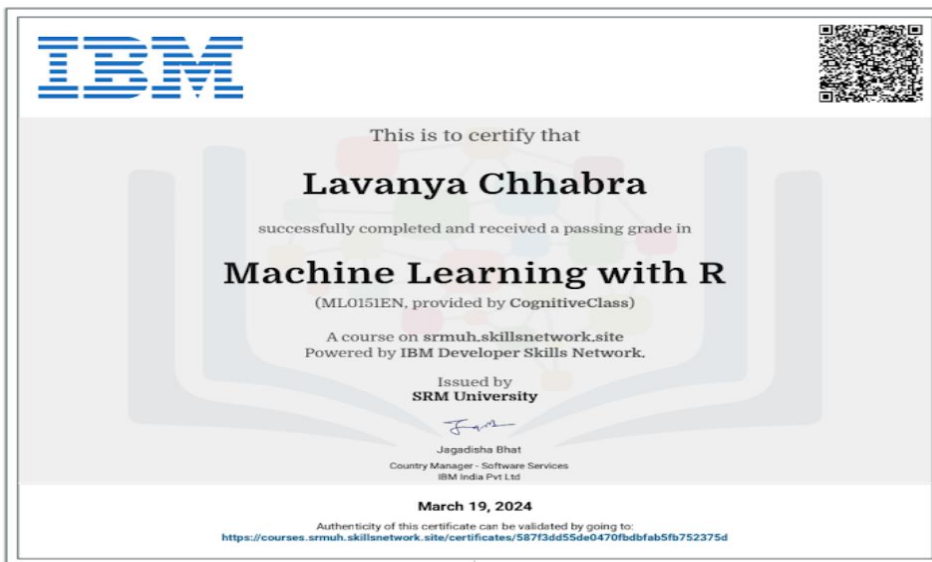 IBM
This is to certify that
Lavanya Chhabra
successfully completed and received a passing grade in
Machine Learning with R
(ML0151EN, provided by CognitiveClass)
A course on srmuh.skillsnetwork.site
Powered by IBM Developer Skills Network.
Issued by
SRM University
Jagadisha Bhat
Country Manager - Software Services
IBM India Pvt Ltd
March 19, 2024
Authenticity of this certificate can be validated by going to:
https://courses.srmuh.skillsnetwork.site/certificates/587f3dd55de0470fbdbfab5fb752375d